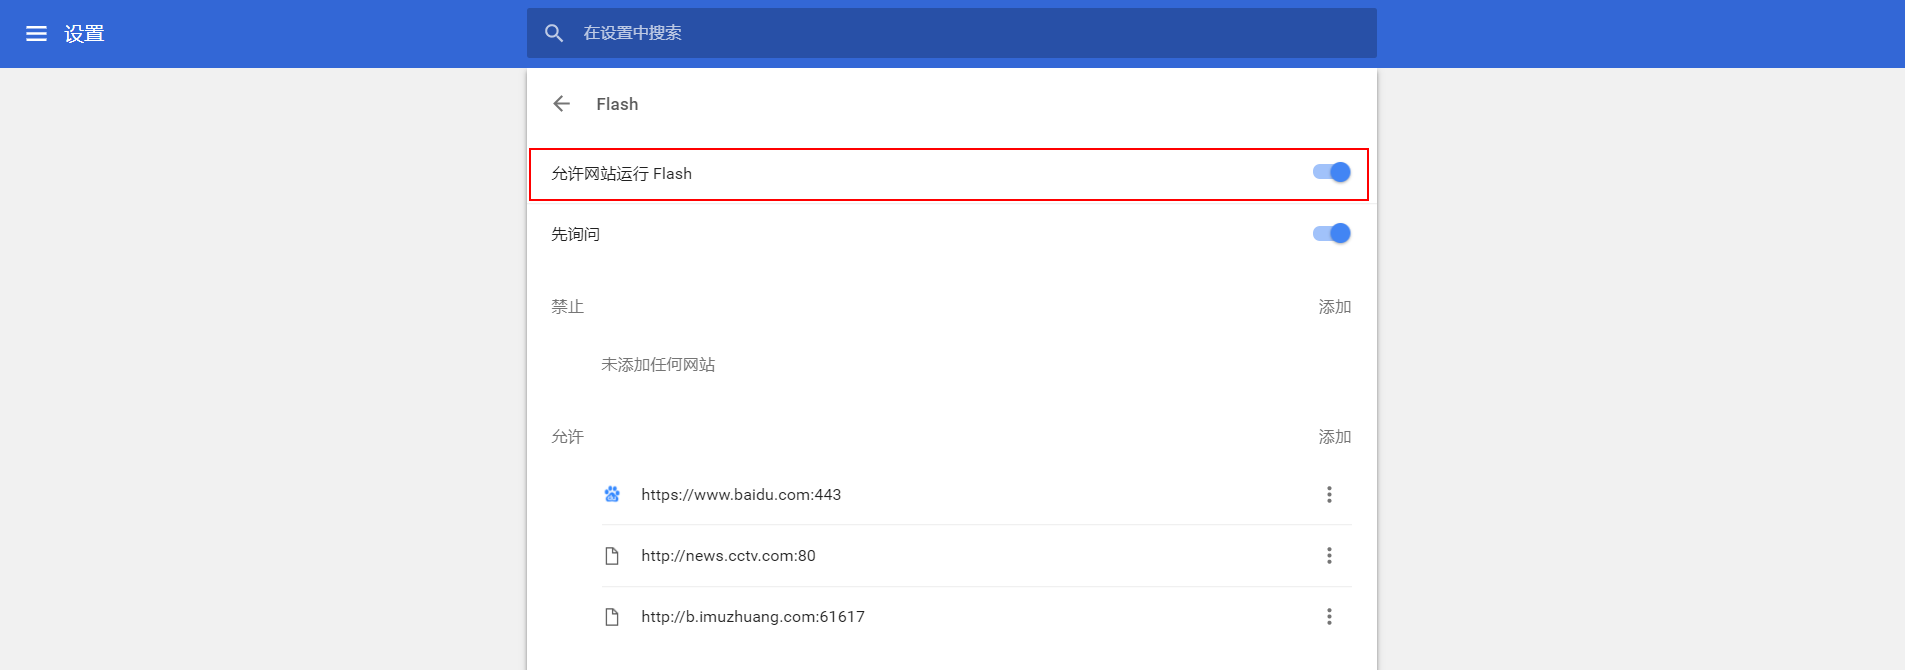 设置
在设置中搜索
Flash
允许网站运行 Flash
先询问
禁止
添加
未添加任何网站
允许
添加
https://www.baidu.com:443
http://news.cctv.com:80
http://b.imuzhuang.com:61617